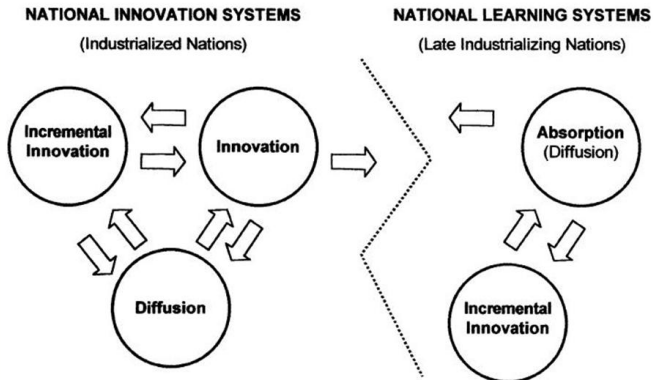 NATIONAL INNOVATION SYSTEMS
(Industrialized Nations)
Incremental
Innovation
Innovation
Diffusion
NATIONAL LEARNING SYSTEMS
(Late Industrializing Nations)
Absorption
(Diffusion)
Incremental
Innovation